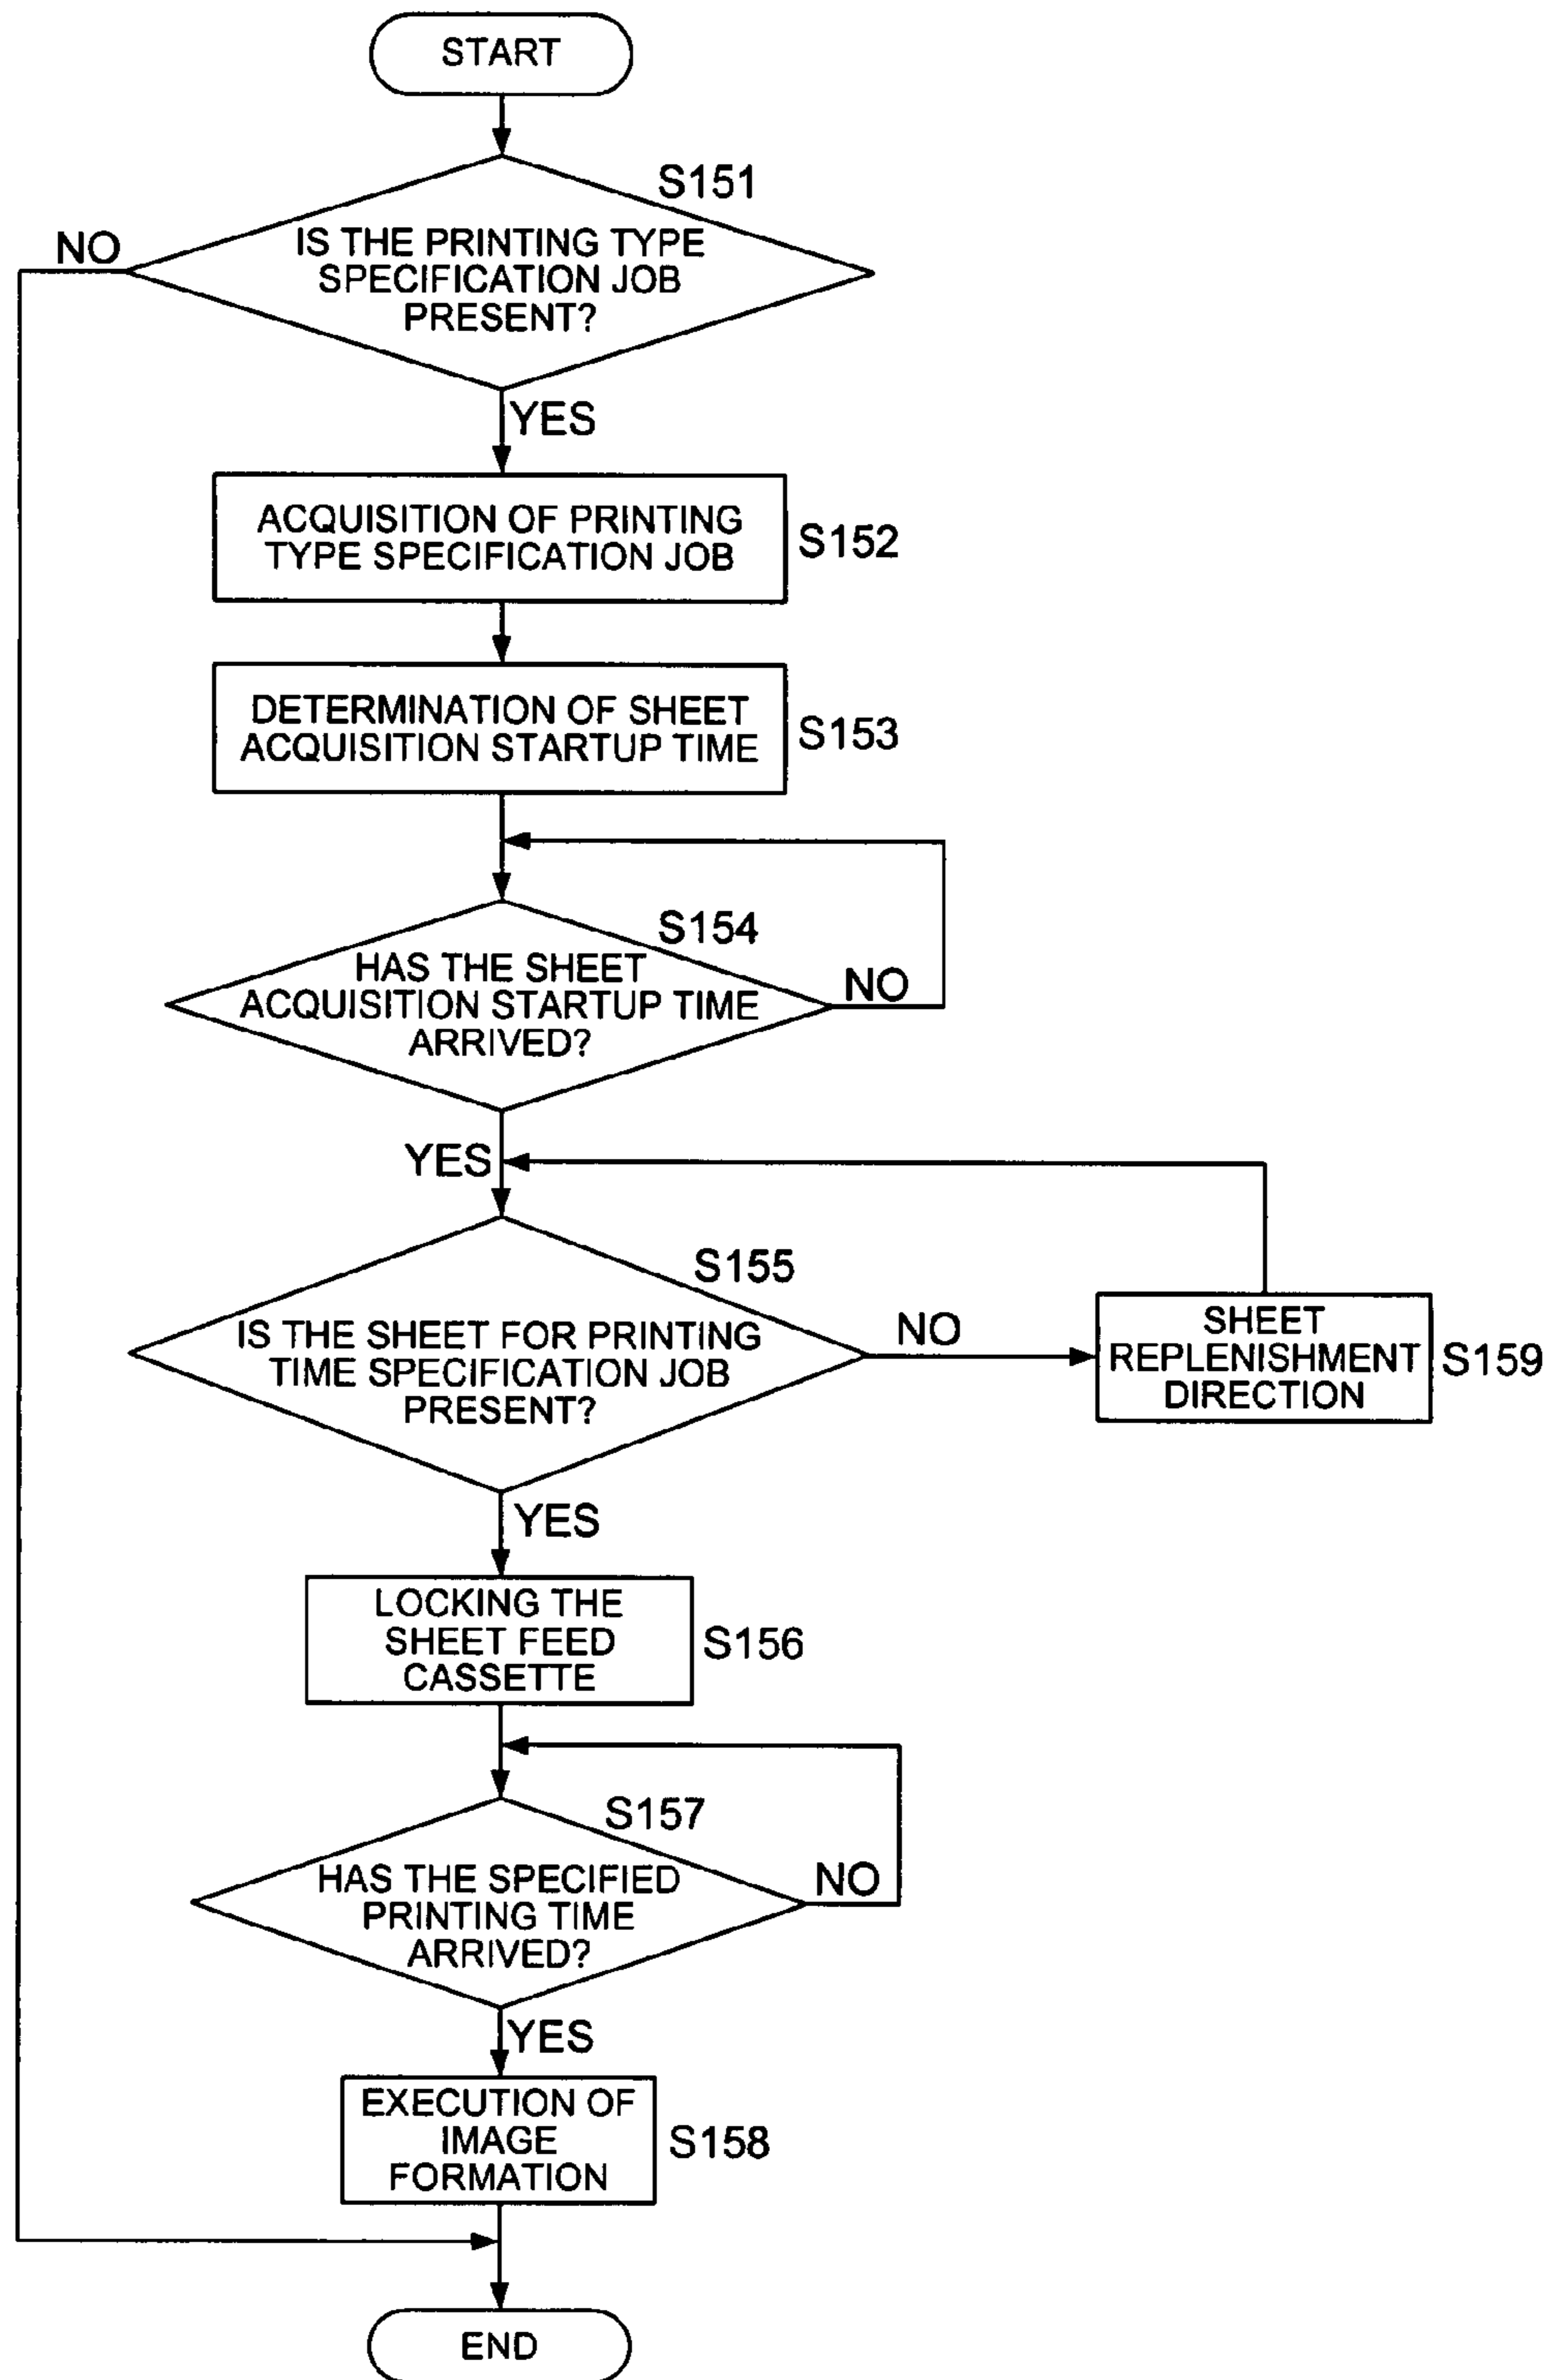 START
S151
NO
IS THE PRINTING TYPE
SPECIFICATION JOB
PRESENT?
YES
ACQUISITION OF PRINTING
TYPE SPECIFICATION JOB
S152
DETERMINATION OF SHEET
ACQUISITION STARTUP TIME
S153
S154
HAS THE SHEET
ACQUISITION STARTUP TIME
ARRIVED?
NO
YES
S155
IS THE SHEET FOR PRINTING
TIME SPECIFICATION JOB
PRESENT?
NO
SHEET
REPLENISHMENT
DIRECTION
S159
YES
LOCKING THE
SHEET FEED
CASSETTE
S156
S157
HAS THE SPECIFIED
PRINTING TIME
ARRIVED?
NO
YES
EXECUTION OF
IMAGE
FORMATION
S158
END